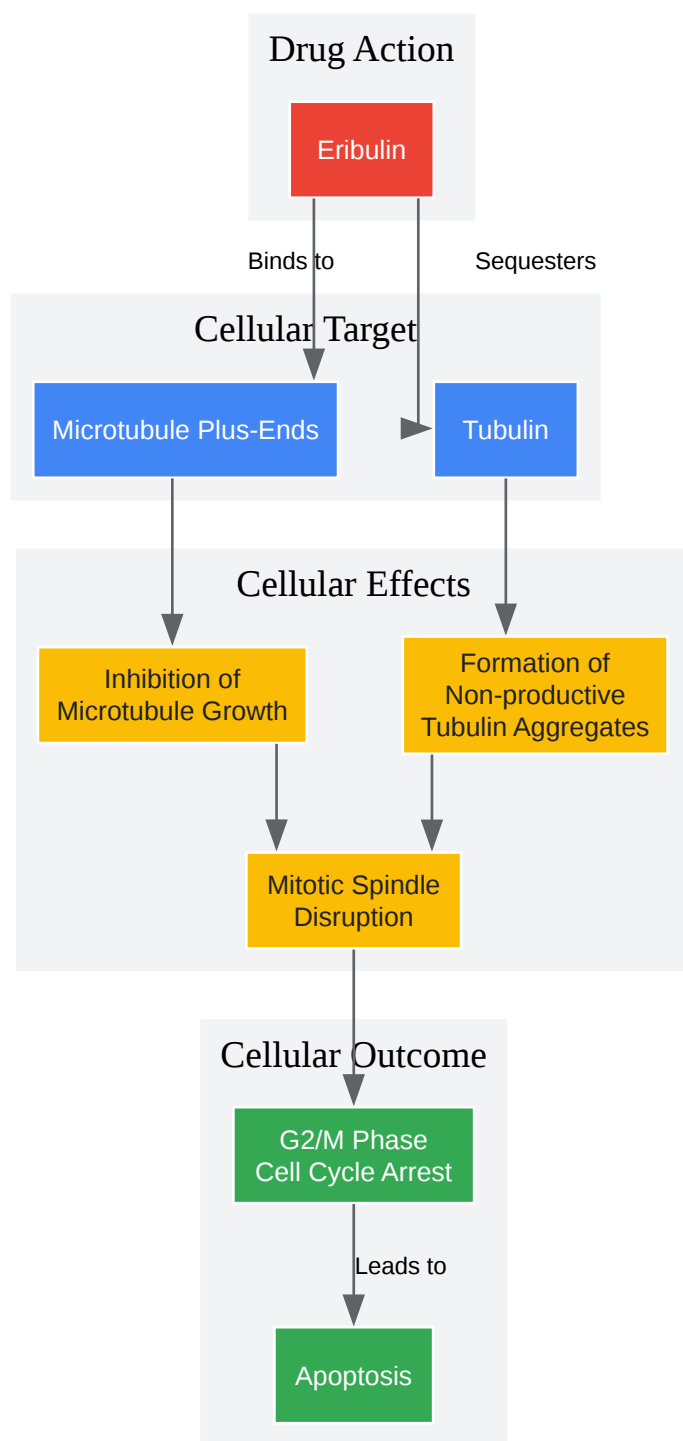 Drug Action
Eribulin
Binds to
Sequesters
Cellular Target
Microtubule Plus-Ends
Tubulin
Cellular Effects
Inhibition of
Microtubule Growth
Formation of
Non-productive
Tubulin Aggregates
Mitotic Spindle
Disruption
Cellular Outcome
G2/M Phase
Cell Cycle Arrest
Leads to
Apoptosis